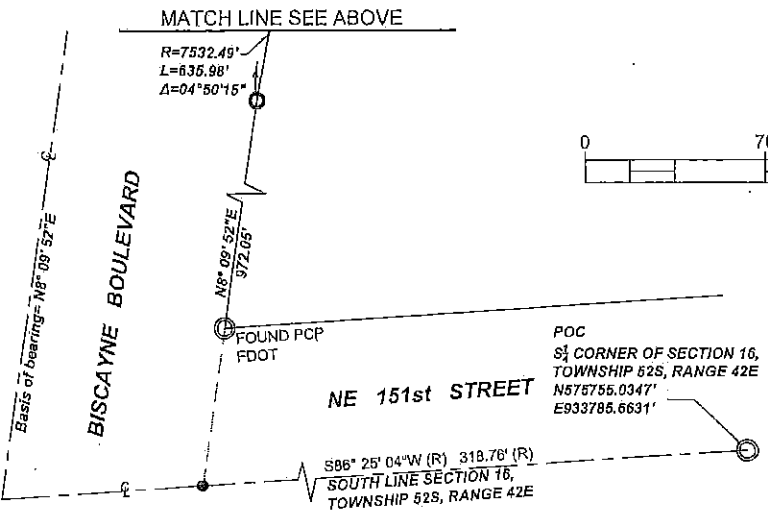 MATCH LINE SEE ABOVE
R=7532.49'
L=635.98'
Δ=04°50'15"
0
70
℄
Basis of bearing= N8° 09' 52"E
BISCAYNE BOULEVARD
N8° 09' 52"E
972.05'
FOUND PCP
FDOT
POC
S¼ CORNER OF SECTION 16,
TOWNSHIP 52S, RANGE 42E
N575755.0347'
E933785.6631'
NE 151st STREET
S86° 25' 04"W (R) 318.76' (R)
SOUTH LINE SECTION 16,
TOWNSHIP 52S, RANGE 42E
℄